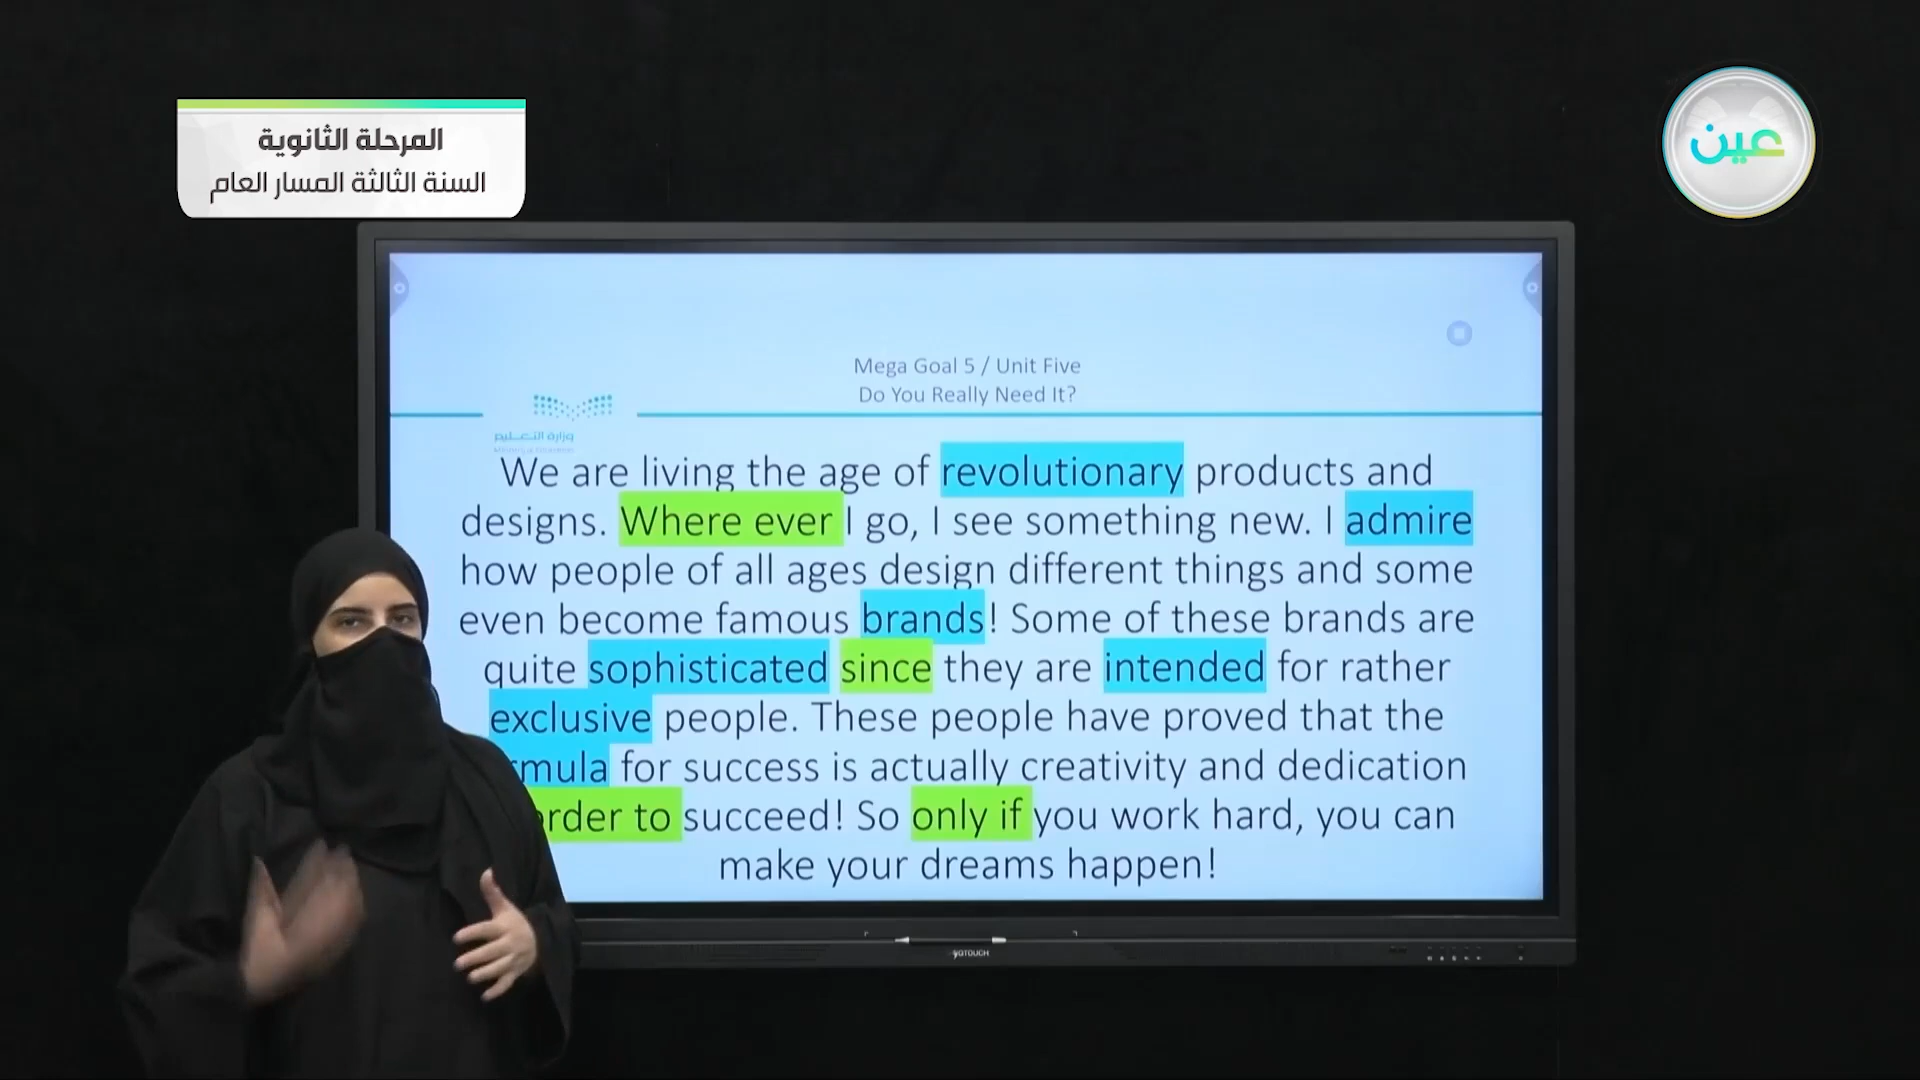 المرحلة الثانوية
السنة الثالثة المسار العام
عين
Mega Goal 5 / Unit Five
Do You Really Need It?
وزارة التعليم
We are living the age of revolutionary products and
designs. Where ever I go, I see something new. I admire
how people of all ages design different things and some
even become famous brands! Some of these brands are
quite sophisticated since they are intended for rather
exclusive people. These people have proved that the
mula for success is actually creativity and dedication
order to succeed! So only if you work hard, you can
make your dreams happen!